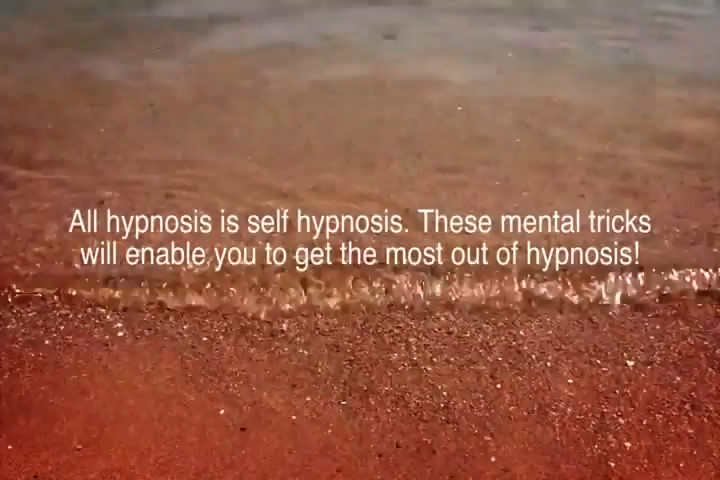 All hypnosis is self hypnosis. These mental tricks
will enable you to get the most out of hypnosis!